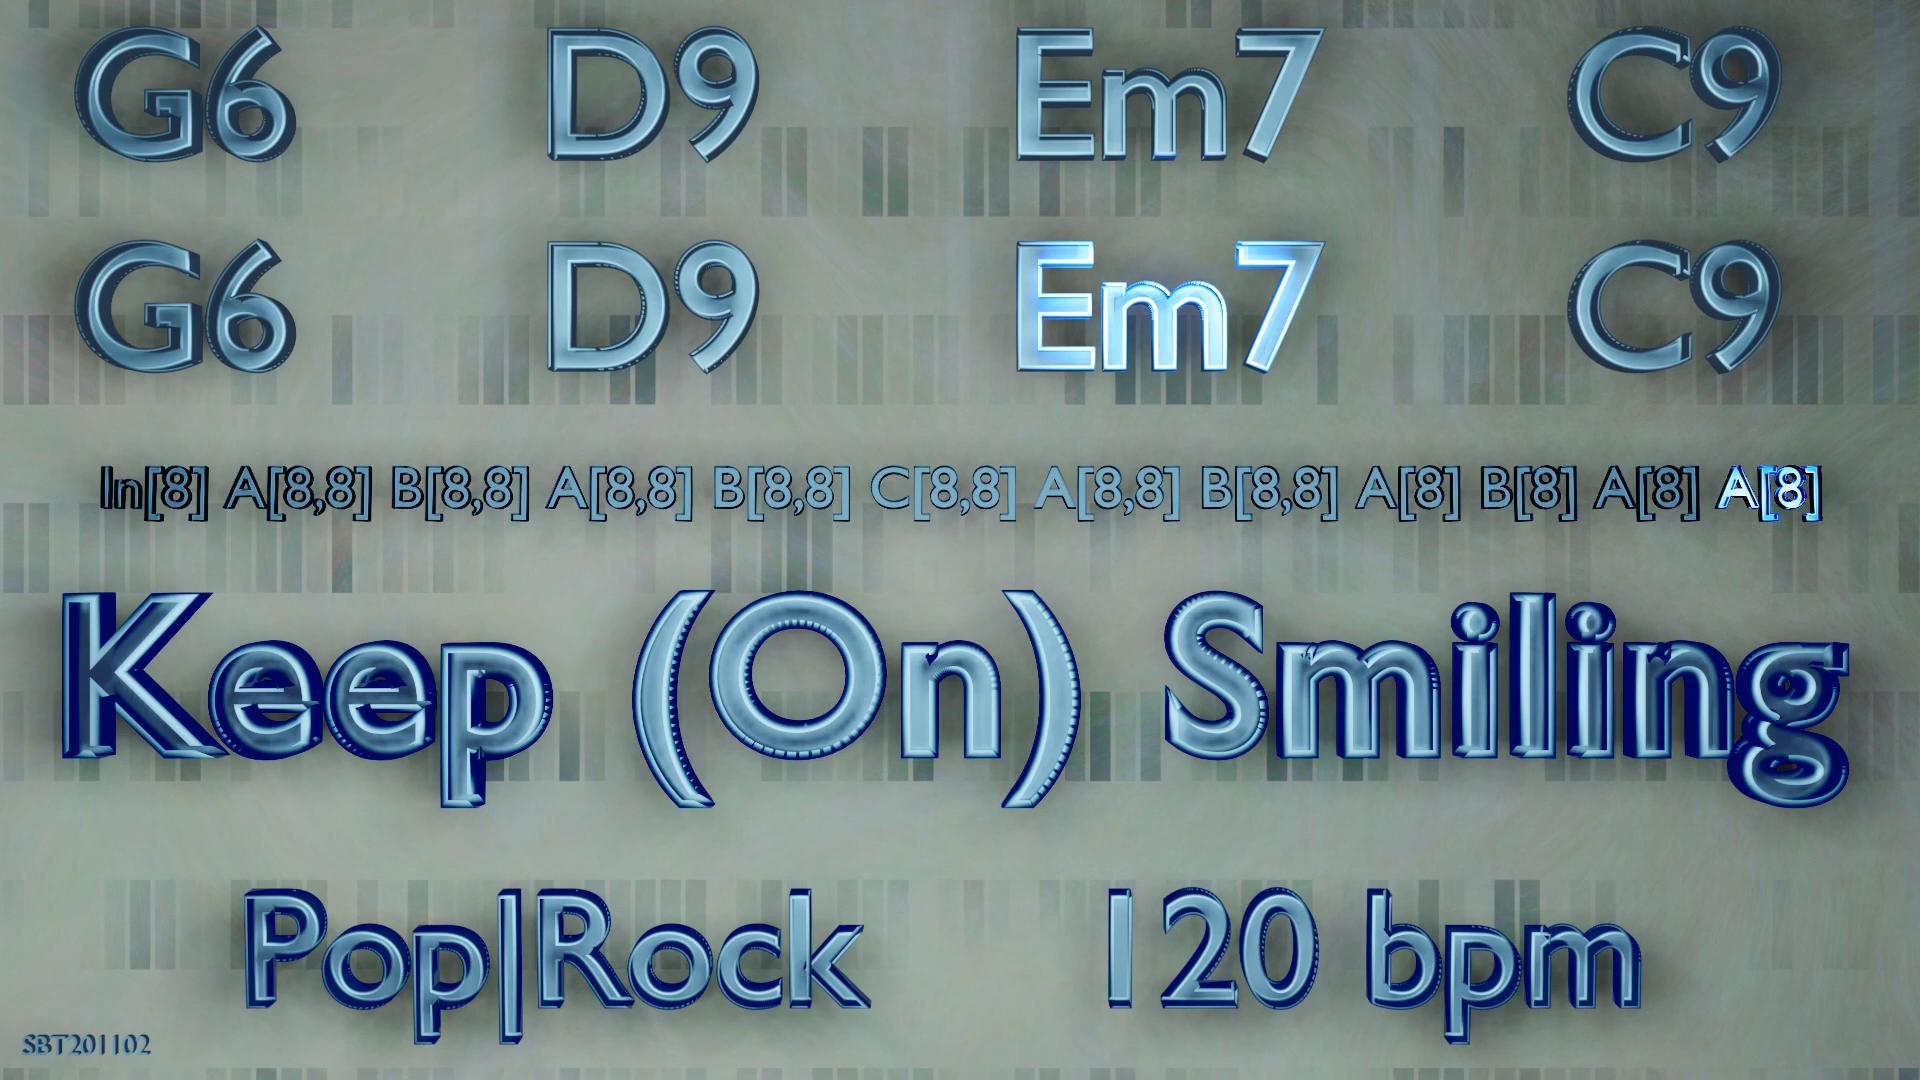 G6 D9 Em7 C9
G6 D9 Em7 C9
In[8] A[8,8] B[8,8] A[8,8] B[8,8] C[8,8] A[8,8] B[8,8] A[8] B[8] A[8] A[8]
Keep (On) Smiling
Pop|Rock 120 bpm
SBT201102